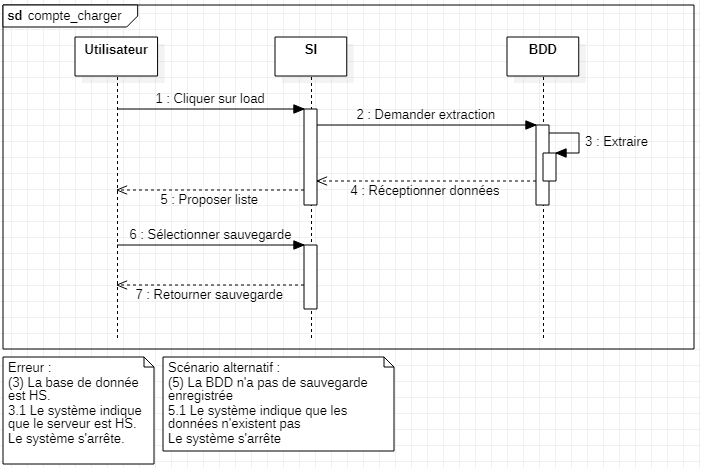 sd compte_charger
Utilisateur
SI
BDD
1 : Cliquer sur load
2 : Demander extraction
3 : Extraire
4 : Réceptionner données
5 : Proposer liste
6 : Sélectionner sauvegarde
7 : Retourner sauvegarde
Erreur :
(3) La base de donnée
est HS.
3.1 Le système indique
que le serveur est HS.
Le système s'arrête.
Scénario alternatif :
(5) La BDD n'a pas de sauvegarde
enregistrée
5.1 Le système indique que les
données n'existent pas
Le système s'arrête